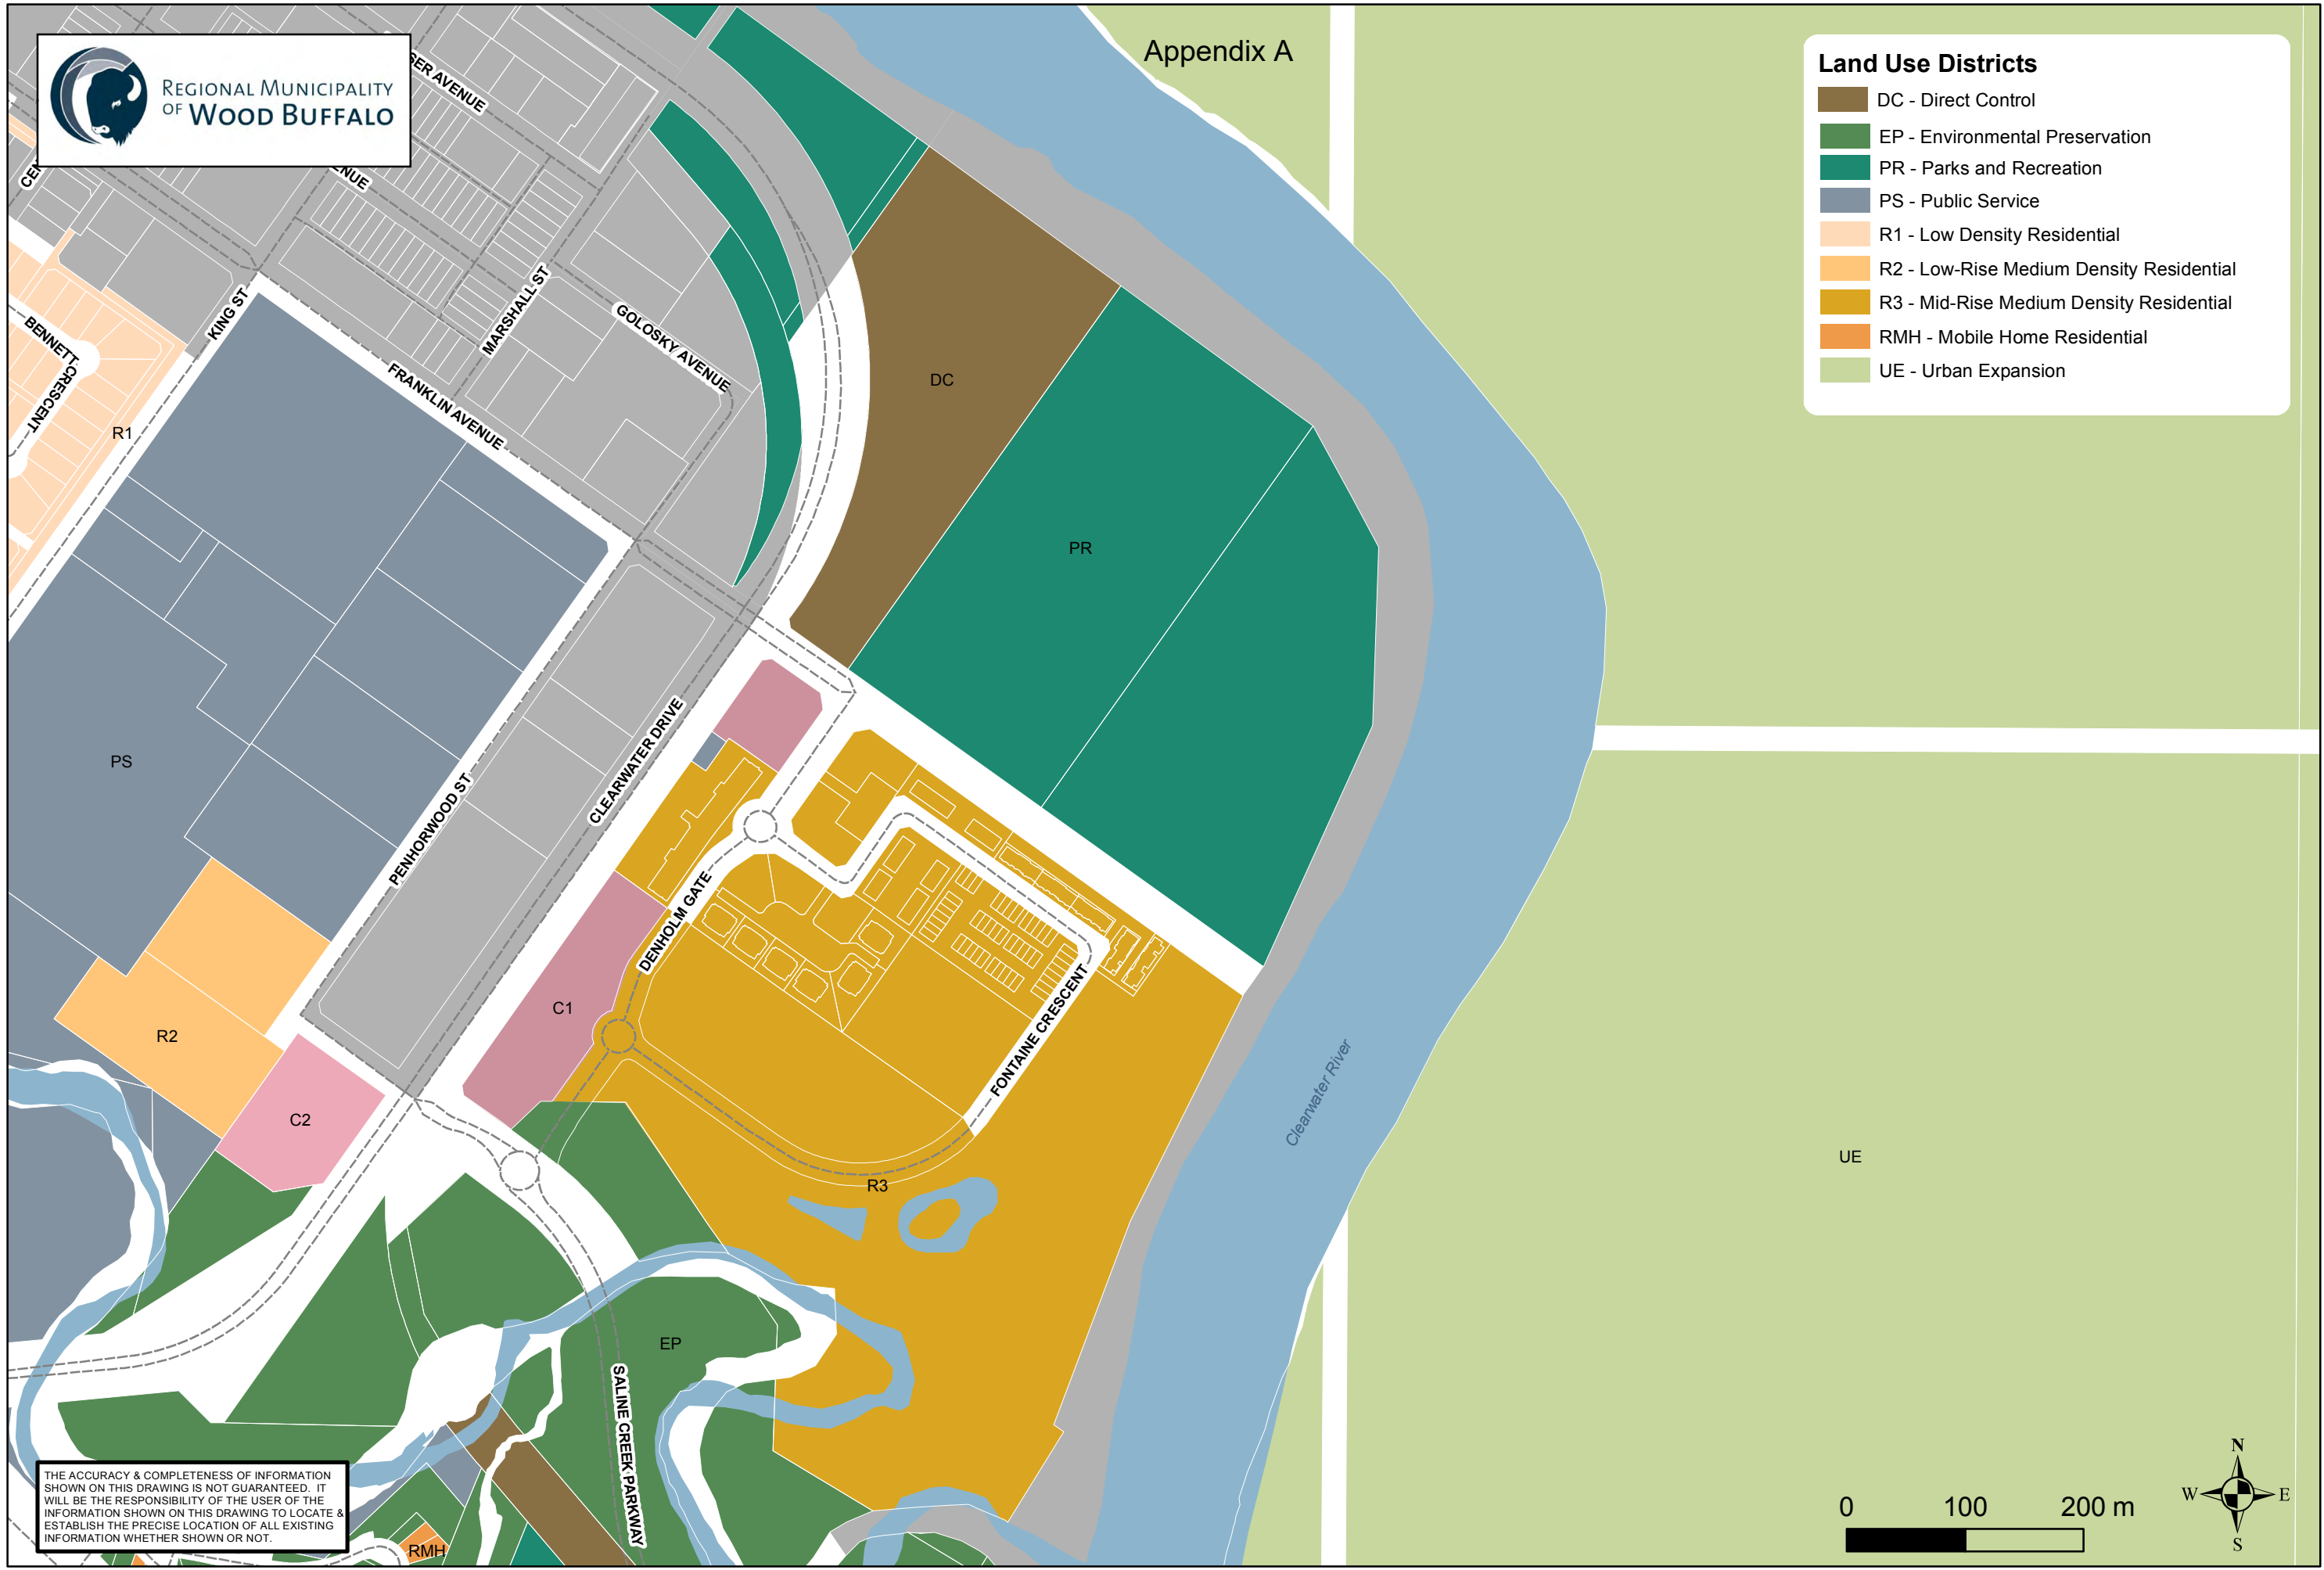 Appendix A
REGIONAL MUNICIPALITY
OF WOOD BUFFALO
Land Use Districts
DC - Direct Control
EP - Environmental Preservation
PR - Parks and Recreation
PS - Public Service
R1 - Low Density Residential
R2 - Low-Rise Medium Density Residential
R3 - Mid-Rise Medium Density Residential
RMH - Mobile Home Residential
UE - Urban Expansion
AVENUE
KING ST
MARSHALL ST
GOLOSKY AVENUE
BENNETT CRESCENT
FRANKLIN AVENUE
DC
R1
PR
PS
PENHORWOOD ST
CLEARWATER DRIVE
DENHOLM GATE
C1
FONTAINE CRESCENT
R2
C2
Clearwater River
UE
R3
EP
SALINE CREEK PARKWAY
RMH
THE ACCURACY & COMPLETENESS OF INFORMATION
SHOWN ON THIS DRAWING IS NOT GUARANTEED. IT
WILL BE THE RESPONSIBILITY OF THE USER OF THE
INFORMATION SHOWN ON THIS DRAWING TO LOCATE &
ESTABLISH THE PRECISE LOCATION OF ALL EXISTING
INFORMATION WHETHER SHOWN OR NOT.
0 100 200 m
N
W E
S